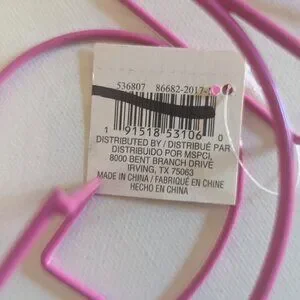 536807 86682-2017-
1 91518 53106 0
DISTRIBUTED BY / DISTRIBUÉ PAR
DISTRIBUIDO POR MSPCI,
8000 BENT BRANCH DRIVE
IRVING, TX 75063
MADE IN CHINA / FABRIQUÉ EN CHINE
HECHO EN CHINA